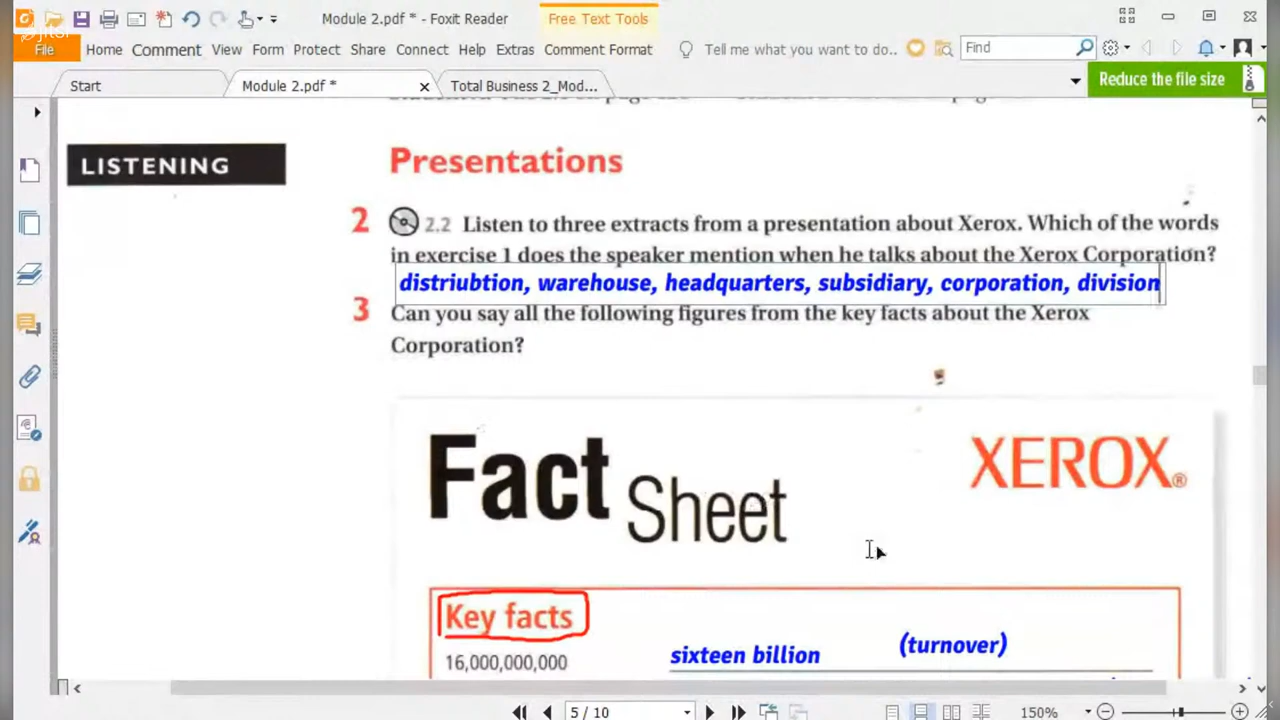 Module 2.pdf * - Foxit Reader
Free Text Tools
jitsi
File Home Comment View Form Protect Share Connect Help Extras Comment Format Tell me what you want to do.. Find
Start Module 2.pdf * Total Business 2_Mod... Reduce the file size
LISTENING
Presentations
2 2.2 Listen to three extracts from a presentation about Xerox. Which of the words
in exercise 1 does the speaker mention when he talks about the Xerox Corporation?
distriubtion, warehouse, headquarters, subsidiary, corporation, division
3 Can you say all the following figures from the key facts about the Xerox
Corporation?
Fact Sheet
XEROX®
Key facts
16,000,000,000 sixteen billion (turnover)
5 / 10 150%